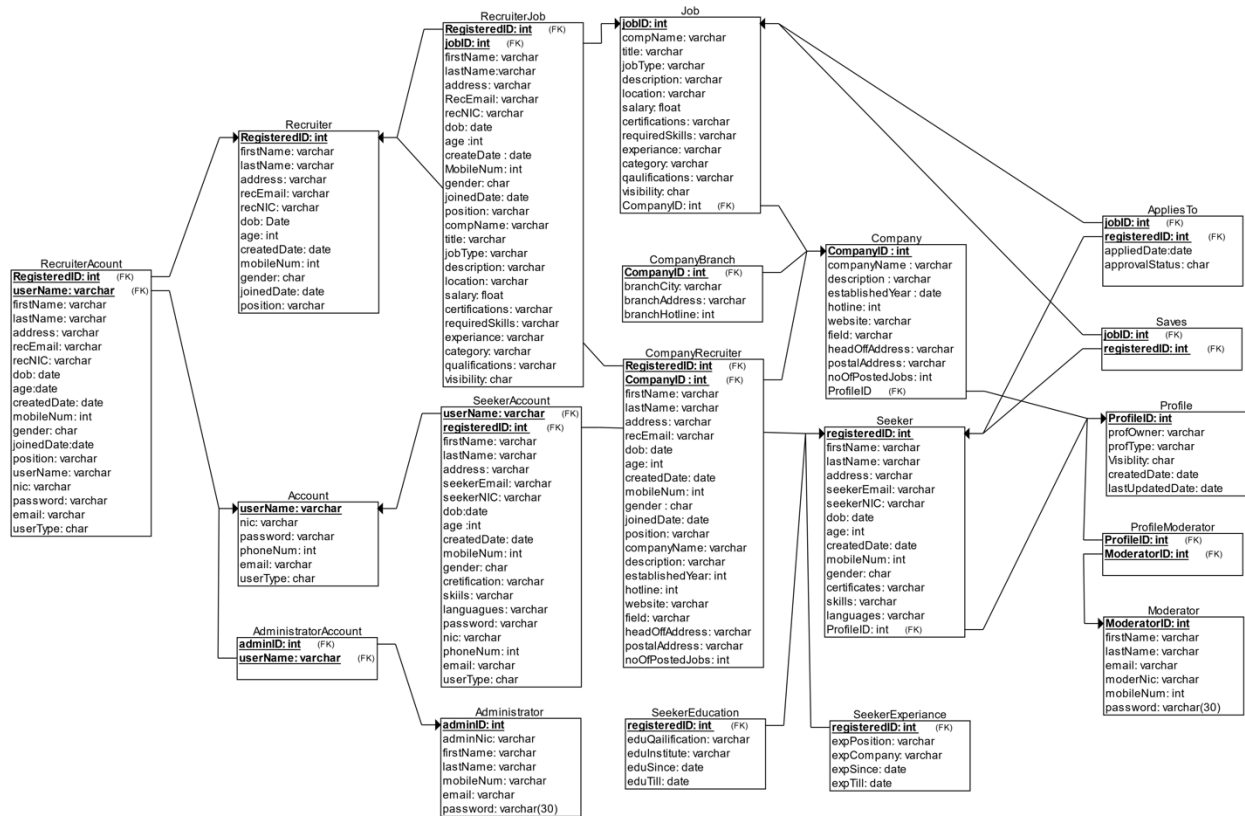 RecruiterJob
RegisteredID: int (FK)
jobID: int (FK)
firstName: varchar
lastName:varchar
address: varchar
RecEmail: varchar
recNIC: varchar
dob: date
age :int
createDate : date
MobileNum: int
gender: char
joinedDate: date
position: varchar
compName: varchar
title: varchar
jobType: varchar
description: varchar
location: varchar
salary: float
certifications: varchar
requiredSkills: varchar
experiance: varchar
category: varchar
qualifications: varchar
visibility: char
Job
jobID: int
compName: varchar
title: varchar
jobType: varchar
description: varchar
location: varchar
salary: float
certifications: varchar
requiredSkills: varchar
experiance: varchar
category: varchar
qaulifications: varchar
visibility: char
CompanyID: int (FK)
Recruiter
RegisteredID: int
firstName: varchar
lastName: varchar
address: varchar
recEmail: varchar
recNIC: varchar
dob: Date
age: int
createdDate: date
mobileNum: int
gender: char
joinedDate: date
position: varchar
AppliesTo
jobID: int (FK)
registeredID: int (FK)
appliedDate:date
approvalStatus: char
Company
CompanyID: int
companyName : varchar
description : varchar
establishedYear : date
hotline: int
website: varchar
field: varchar
headOffAddress: varchar
postalAddress: varchar
noOfPostedJobs: int
ProfileID (FK)
CompanyBranch
CompanyID : int (FK)
branchCity: varchar
branchAddress: varchar
branchHotline: int
RecruiterAcount
RegisteredID: int (FK)
userName: varchar (FK)
firstName: varchar
lastName: varchar
address: varchar
recEmail: varchar
recNIC: varchar
dob: date
age:date
createdDate: date
mobileNum: int
gender: char
joinedDate:date
position: varchar
userName: varchar
nic: varchar
password: varchar
email: varchar
userType: char
Saves
jobID: int (FK)
registeredID: int (FK)
CompanyRecruiter
RegisteredID: int (FK)
CompanyID : int (FK)
firstName: varchar
lastName: varchar
address: varchar
recEmail: varchar
dob: date
age: int
createdDate: date
mobileNum: int
gender : char
joinedDate: date
position: varchar
companyName: varchar
description: varchar
establishedYear: int
hotline: int
website: varchar
field: varchar
headOffAddress: varchar
postalAddress: varchar
noOfPostedJobs: int
SeekerAccount
userName: varchar (FK)
registeredID: int (FK)
firstName: varchar
lastName: varchar
address: varchar
seekerEmail: varchar
seekerNIC: varchar
dob:date
age :int
createdDate: date
mobileNum: int
gender: char
cretification: varchar
skiils: varchar
languagues: varchar
password: varchar
nic: varchar
phoneNum: int
email: varchar
userType: char
Profile
ProfileID: int
profOwner: varchar
profType: varchar
Visiblity: char
createdDate: date
lastUpdatedDate: date
Seeker
registeredID: int
firstName: varchar
lastName: varchar
address: varchar
seekerEmail: varchar
seekerNIC: varchar
dob: date
age: int
createdDate: date
mobileNum: int
gender: char
certificates: varchar
skills: varchar
languages: varchar
ProfileID: int (FK)
Account
userName: varchar
nic: varchar
password: varchar
phoneNum: int
email: varchar
userType: char
ProfileModerator
ProfileID: int (FK)
ModeratorID: int (FK)
Moderator
ModeratorID: int
firstName: varchar
lastName: varchar
email: varchar
moderNic: varchar
mobileNum: int
password: varchar(30)
AdministratorAccount
adminID: int (FK)
userName: varchar (FK)
Administrator
adminID: int
adminNic: varchar
firstName: varchar
lastName: varchar
mobileNum: varchar
email: varchar
password: varchar(30)
SeekerEducation
registeredID: int (FK)
eduQailification: varchar
eduInstitute: varchar
eduSince: date
eduTill: date
SeekerExperiance
registeredID: int (FK)
expPosition: varchar
expCompany: varchar
expSince: date
expTill: date